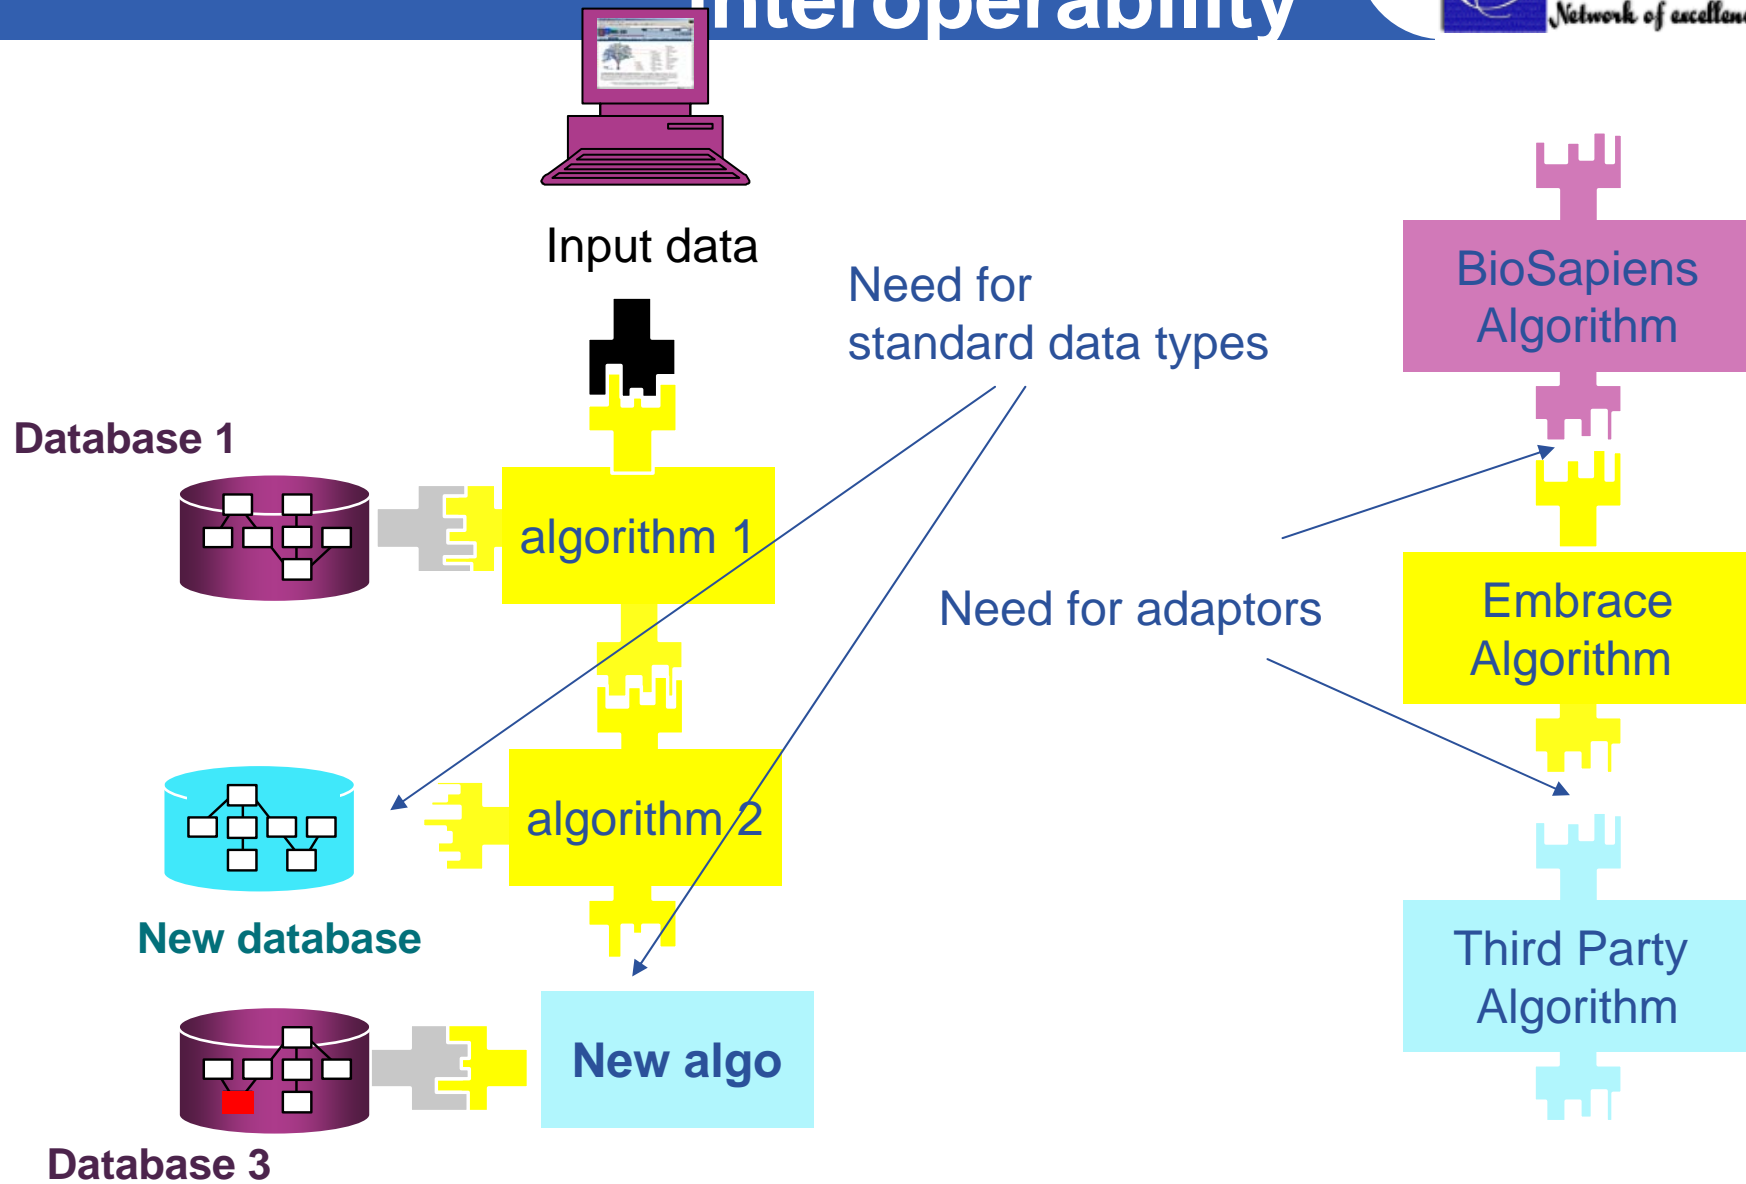 Interoperability
Network of
Input data
Need for
standard data types
BioSapiens
Algorithm
Database 1
algorithm 1
Need for adaptors
Embrace
Algorithm
algorithm 2
New database
Third Party
Algorithm
New algo
Database 3